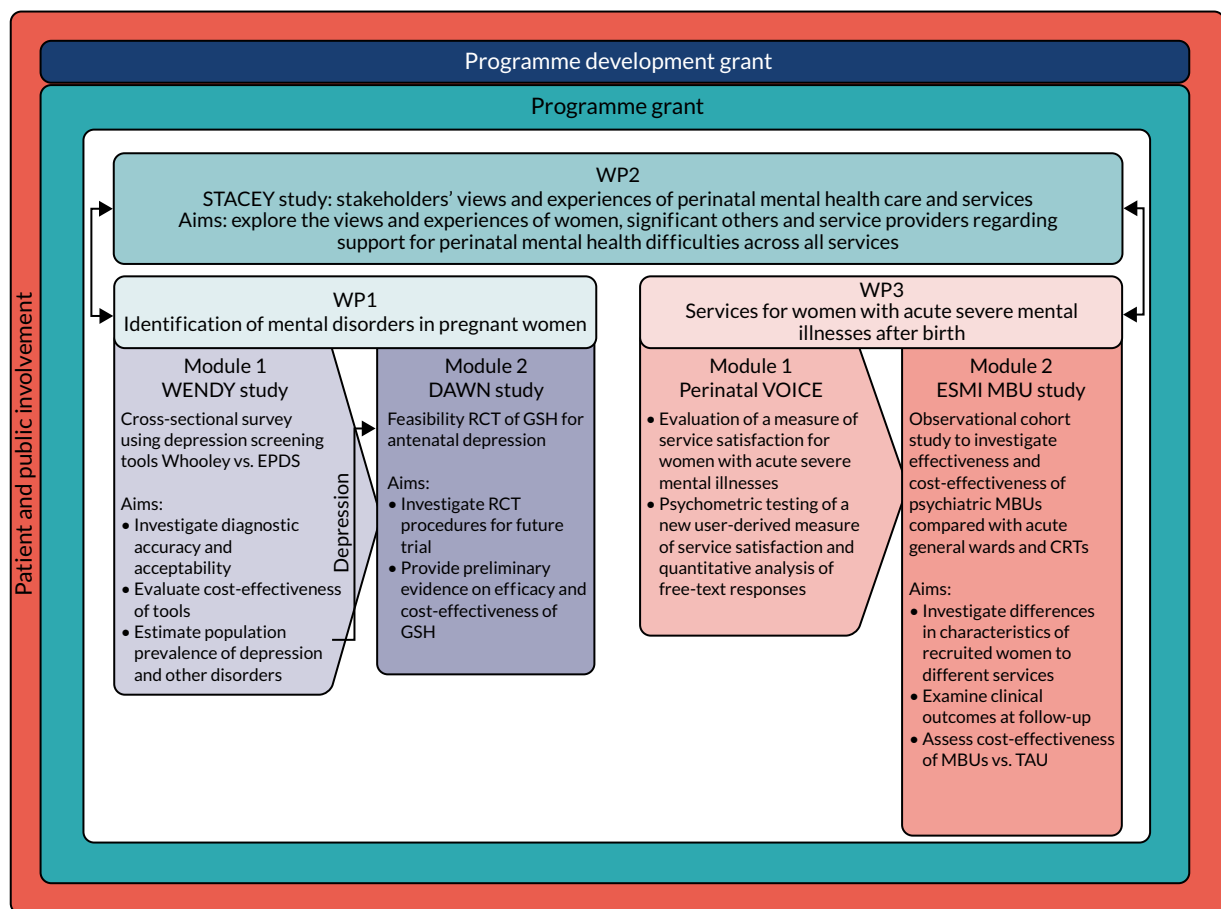 Programme development grant
Programme grant
Patient and public involvement
WP2
STACEY study: stakeholders’ views and experiences of perinatal mental health care and services
Aims: explore the views and experiences of women, significant others and service providers regarding
support for perinatal mental health difficulties across all services
WP1
Identification of mental disorders in pregnant women
Module 1
WENDY study
Cross-sectional survey
using depression screening
tools Whooley vs. EPDS
Aims:
• Investigate diagnostic
accuracy and
acceptability
• Evaluate cost-effectiveness
of tools
• Estimate population
prevalence of depression
and other disorders
Depression
Module 2
DAWN study
Feasibility RCT of GSH for
antenatal depression
Aims:
• Investigate RCT
procedures for future
trial
• Provide preliminary
evidence on efficacy and
cost-effectiveness of
GSH
WP3
Services for women with acute severe mental
illnesses after birth
Module 1
Perinatal VOICE
• Evaluation of a measure of
service satisfaction for
women with acute severe
mental illnesses
• Psychometric testing of a
new user-derived measure
of service satisfaction and
quantitative analysis of
free-text responses
Module 2
ESMI MBU study
Observational cohort
study to investigate
effectiveness and
cost-effectiveness of
psychiatric MBUs
compared with acute
general wards and CRTs
Aims:
• Investigate differences
in characteristics of
recruited women to
different services
• Examine clinical
outcomes at follow-up
• Assess cost-effectiveness
of MBUs vs. TAU